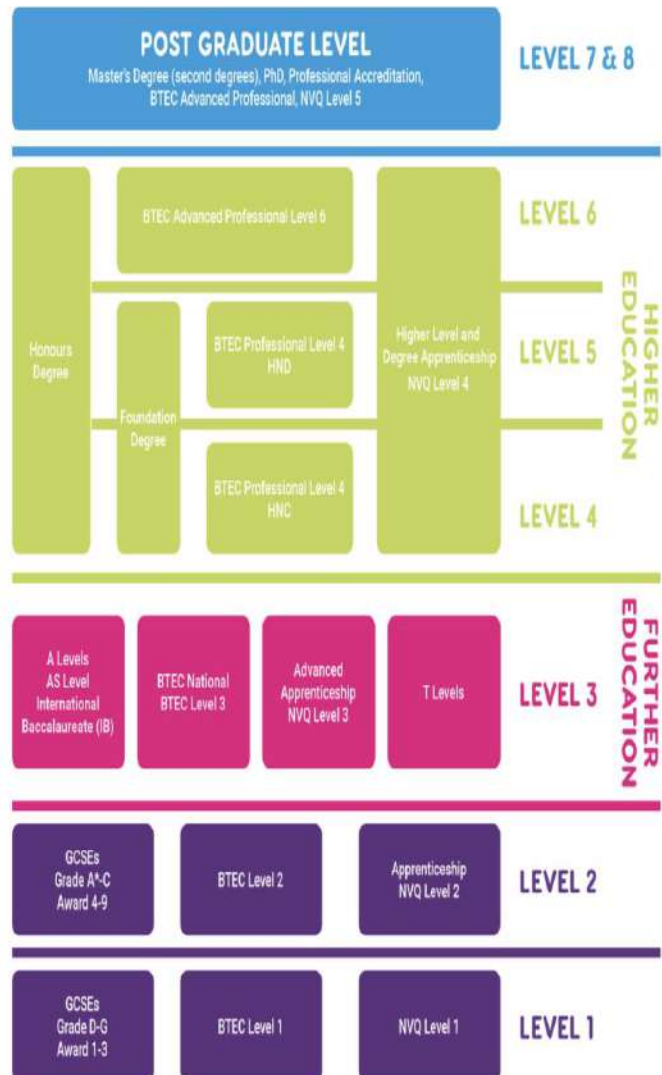 POST GRADUATE LEVEL
Master's Degree (second degrees), PhD, Professional Accreditation,
BTEC Advanced Professional, NVQ Level 5
LEVEL 7 & 8
Honours
Degree
BTEC Advanced Professional Level 6
LEVEL 6
Foundation
Degree
BTEC Professional Level 4
HND
Higher Level and
Degree Apprenticeship
NVQ Level 4
LEVEL 5
BTEC Professional Level 4
HNC
LEVEL 4
HIGHER
EDUCATION
A Levels
AS Level
International
Baccalaureate (IB)
BTEC National
BTEC Level 3
Advanced
Apprenticeship
NVQ Level 3
T Levels
LEVEL 3
FURTHER
EDUCATION
GCSEs
Grade A*-C
Award 4-9
BTEC Level 2
Apprenticeship
NVQ Level 2
LEVEL 2
GCSEs
Grade D-G
Award 1-3
BTEC Level 1
NVQ Level 1
LEVEL 1